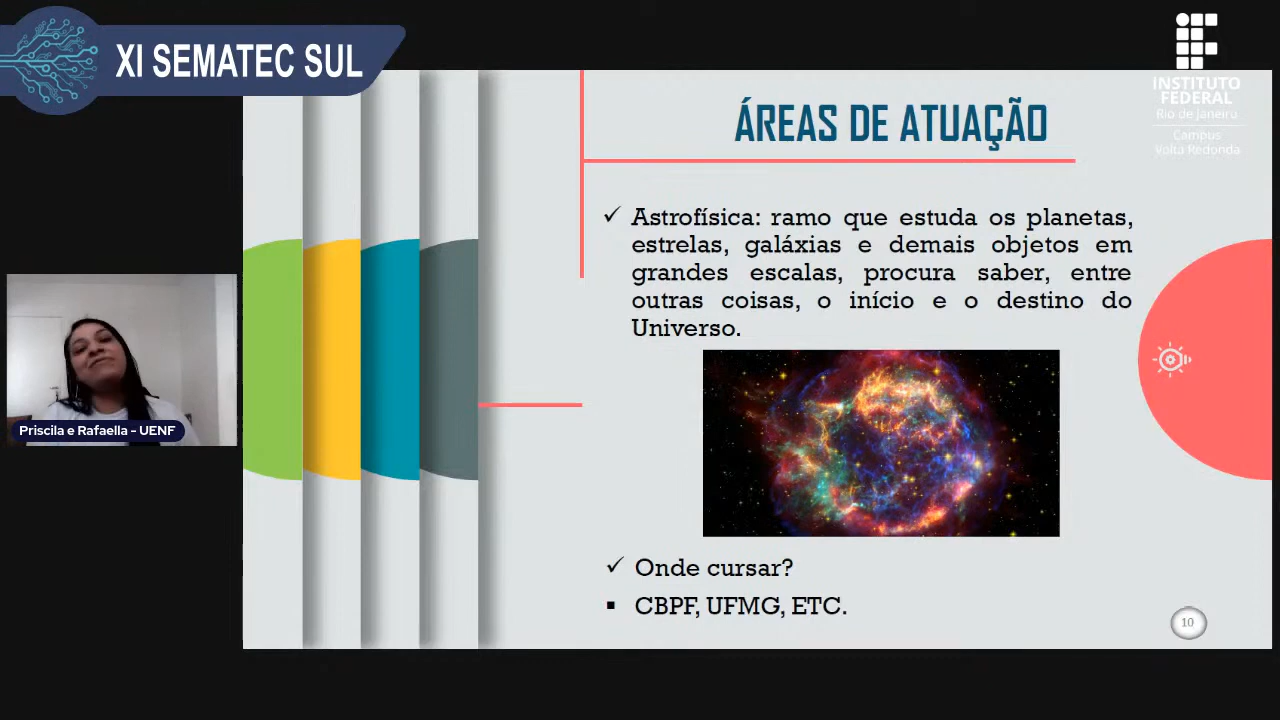 XI SEMATEC SUL
INSTITUTO
FEDERAL
Rio de Janeiro
Campus
Volta Redonda
ÁREAS DE ATUAÇÃO
✓ Astrofísica: ramo que estuda os planetas,
estrelas, galáxias e demais objetos em
grandes escalas, procura saber, entre
outras coisas, o início e o destino do
Universo.
Priscila e Rafaella - UENF
✓ Onde cursar?
▪ CBPF, UFMG, ETC.
10